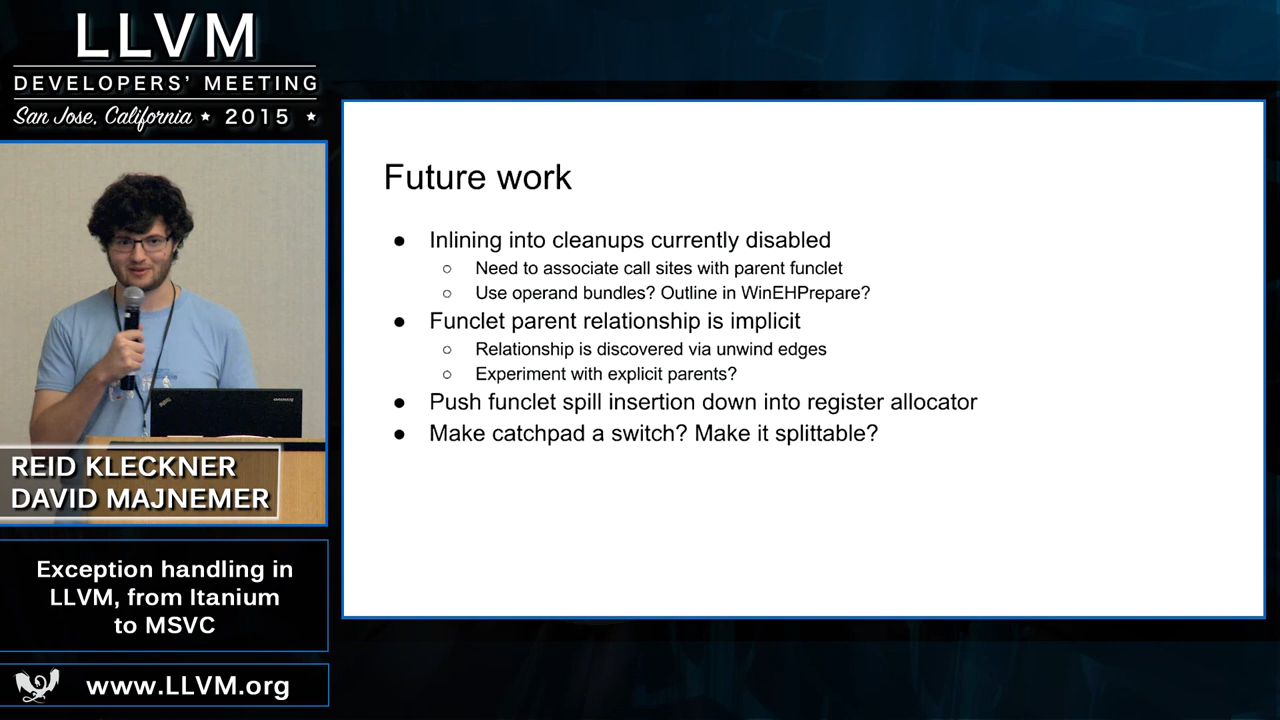 LLVM
DEVELOPERS' MEETING
San Jose, California ★ 2015 ★
REID KLECKNER
DAVID MAJNEMER
Exception handling in
LLVM, from Itanium
to MSVC
www.LLVM.org
Future work
● Inlining into cleanups currently disabled
○ Need to associate call sites with parent funclet
○ Use operand bundles? Outline in WinEHPrepare?
● Funclet parent relationship is implicit
○ Relationship is discovered via unwind edges
○ Experiment with explicit parents?
● Push funclet spill insertion down into register allocator
● Make catchpad a switch? Make it splittable?